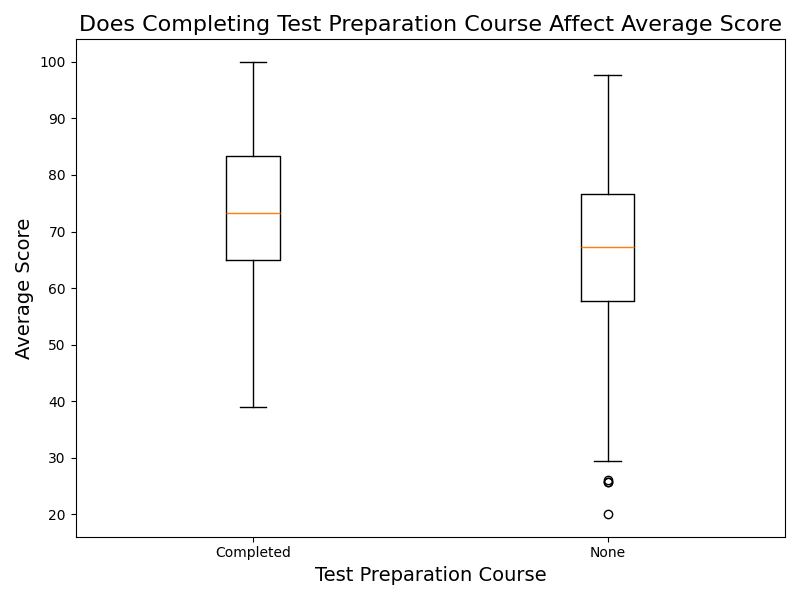 Does Completing Test Preparation Course Affect Average Score
100
90
80
70
60
50
40
30
20
Average Score
Completed
None
Test Preparation Course